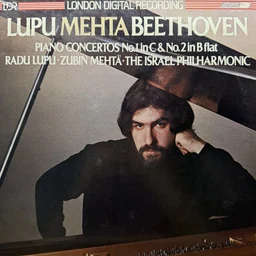 LONDON DIGITAL RECORDING
LUPU/MEHTA BEETHOVEN
PIANO CONCERTOS No.1 in C & No.2 in B flat
RADU LUPU·ZUBIN MEHTA·THE ISRAEL PHILHARMONIC